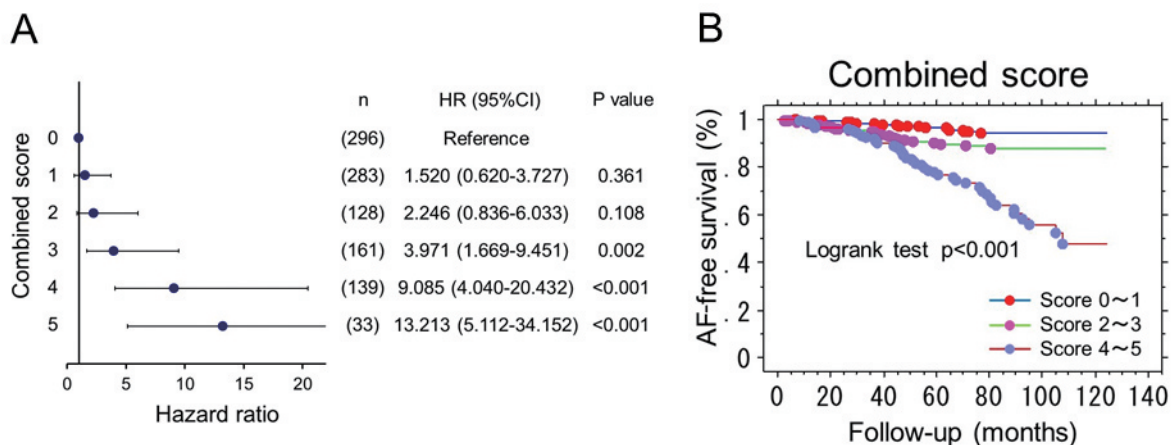 A
n HR (95%CI) P value
0 (296) Reference
1 (283) 1.520 (0.620-3.727) 0.361
2 (128) 2.246 (0.836-6.033) 0.108
3 (161) 3.971 (1.669-9.451) 0.002
4 (139) 9.085 (4.040-20.432) <0.001
5 (33) 13.213 (5.112-34.152) <0.001
Combined score
0 5 10 15 20
Hazard ratio
B
Combined score
1
.8
.6
.4
.2
0
AF-free survival (%)
Logrank test p<0.001
Score 0~1
Score 2~3
Score 4~5
0 20 40 60 80 100 120 140
Follow-up (months)